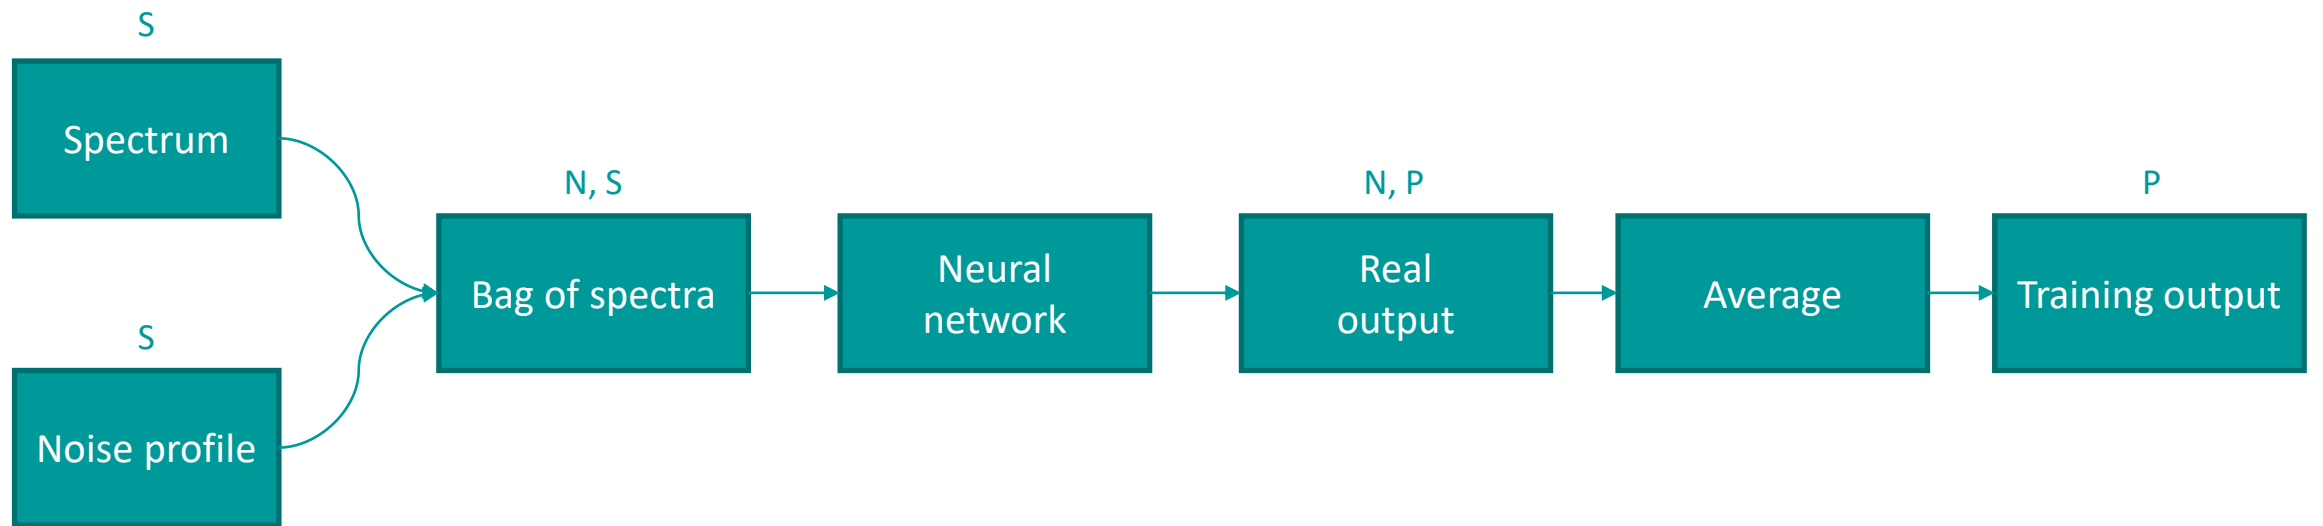 S
Spectrum
S
Noise profile
N, S
Bag of spectra
Neural
network
N, P
Real
output
Average
P
Training output